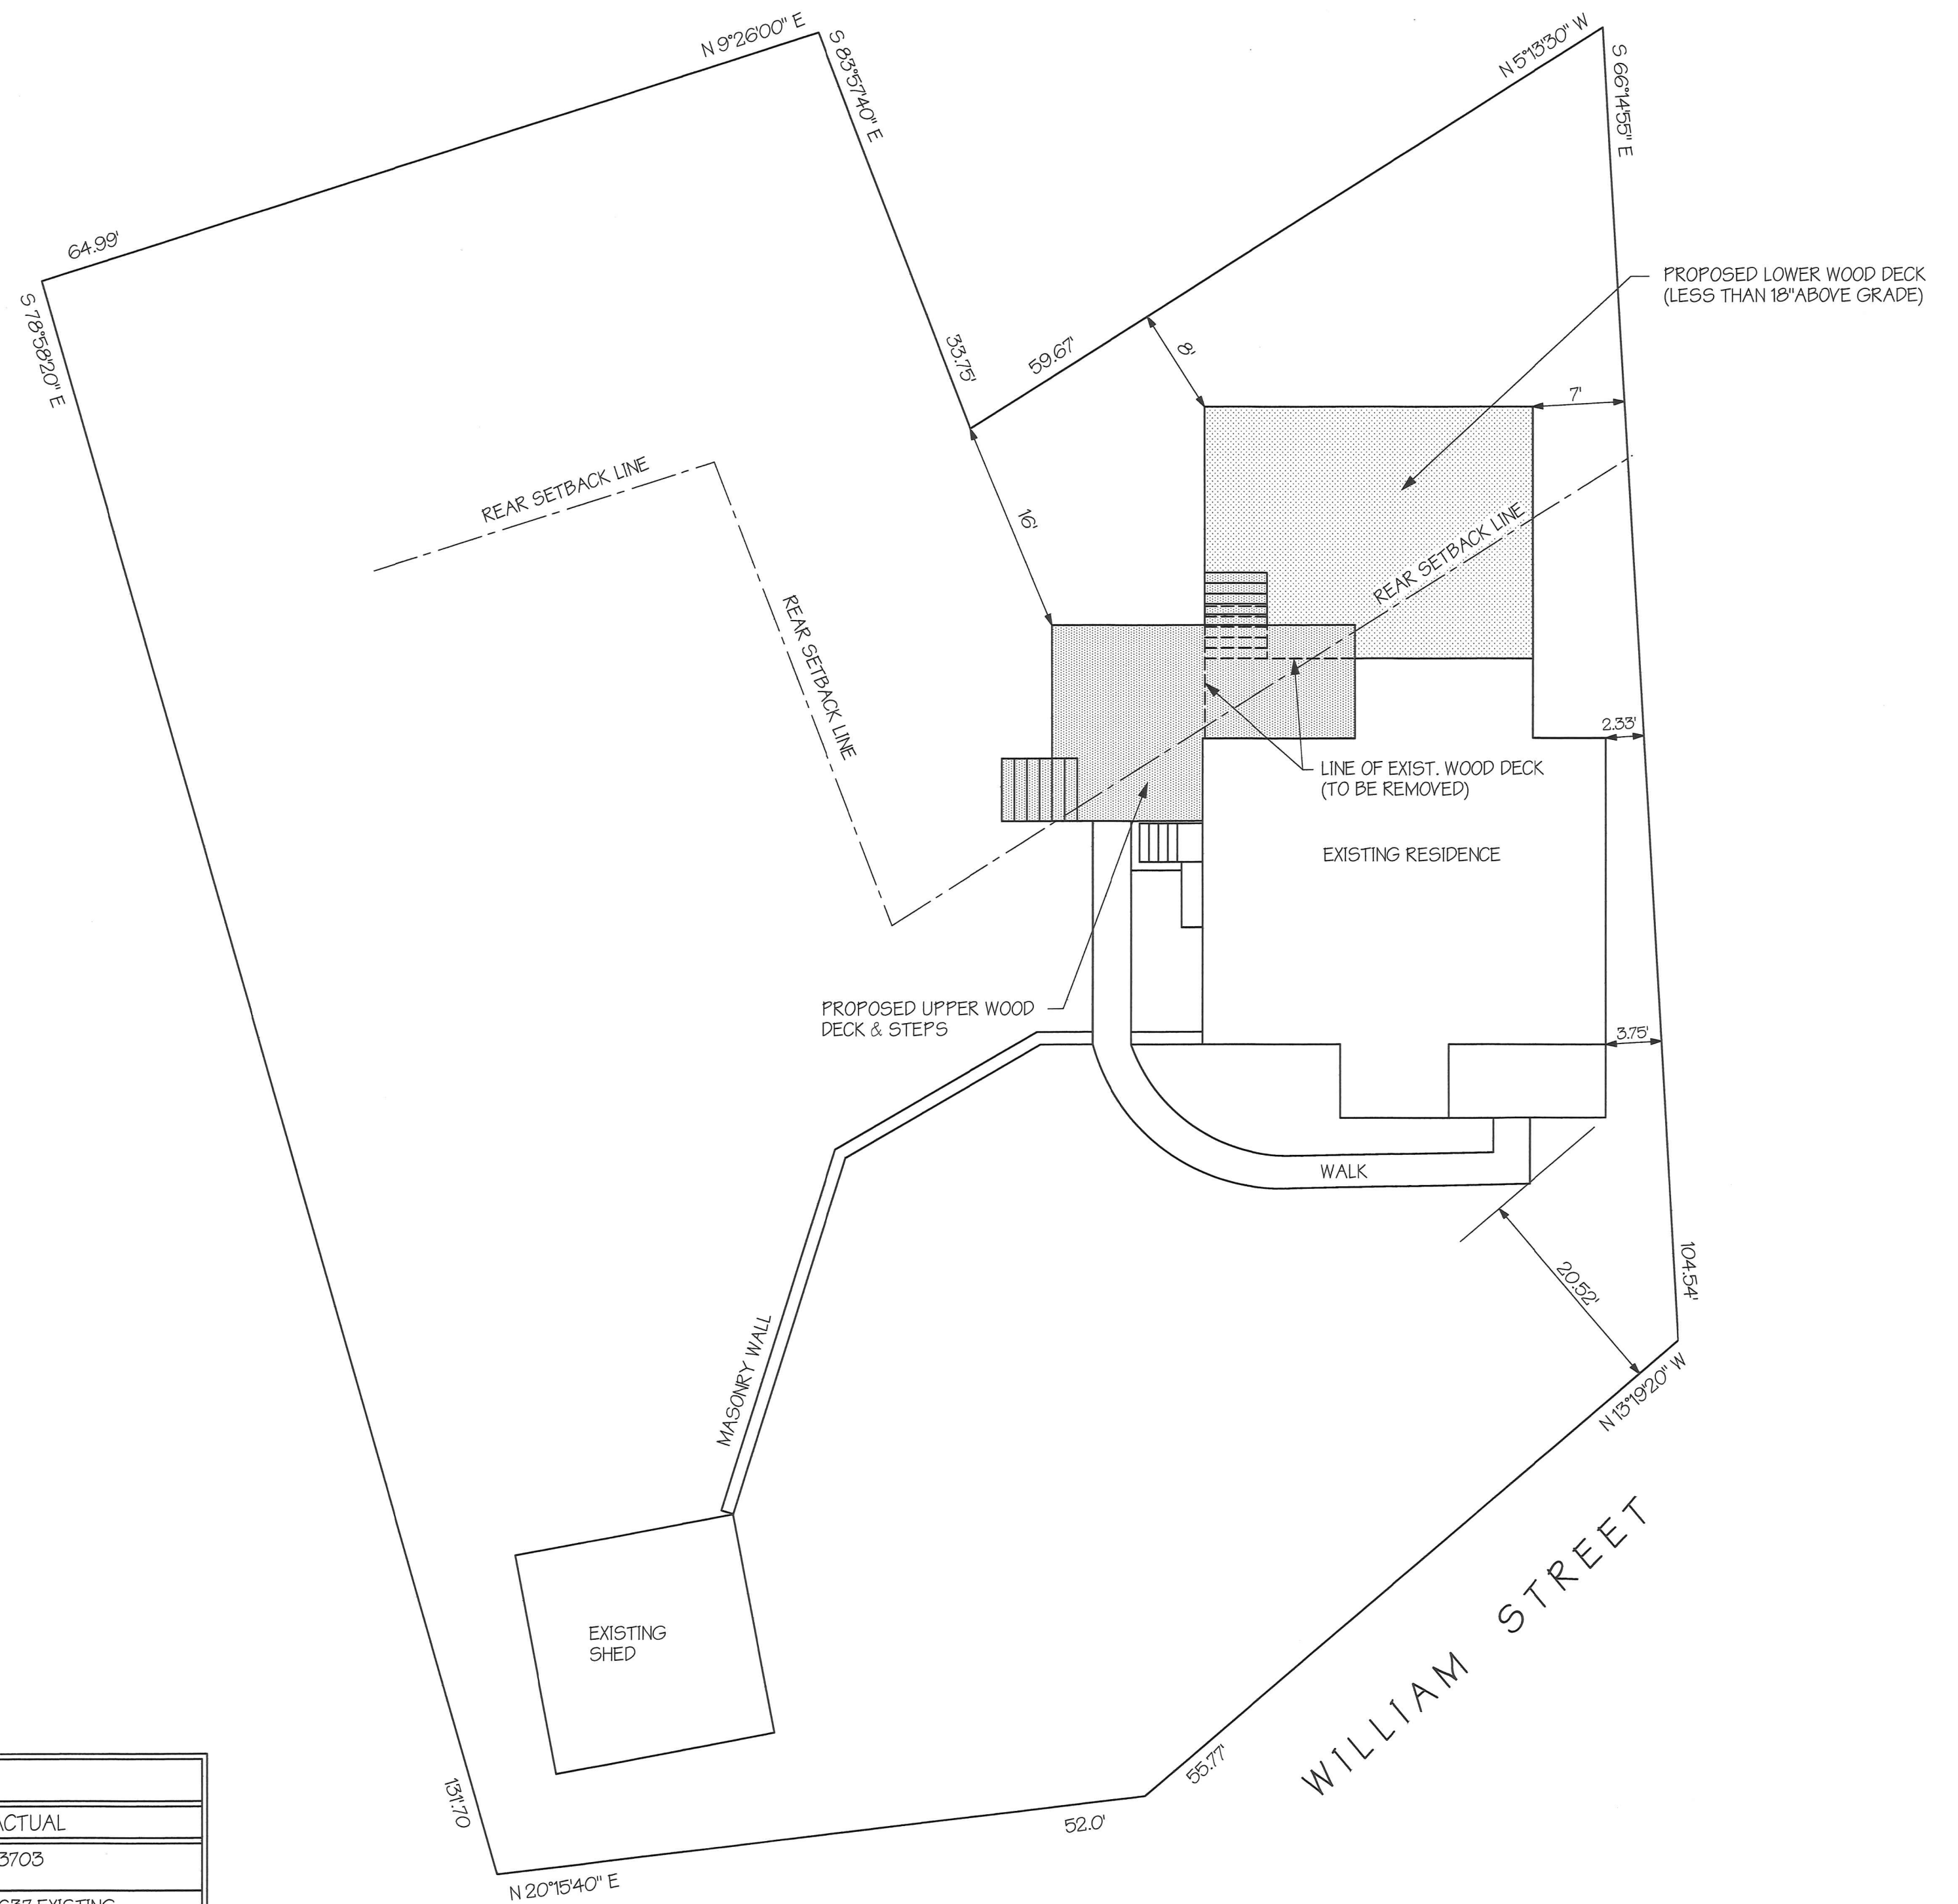 N 9°26'00" E
S 83°57'40" E
N 5°13'30" W
S 66°14'55" E
64.99'
S 78°58'20" E
33.75'
59.67'
8'
PROPOSED LOWER WOOD DECK
(LESS THAN 18"ABOVE GRADE)
7'
REAR SETBACK LINE
16'
REAR SETBACK LINE
REAR SETBACK LINE
2.33'
LINE OF EXIST. WOOD DECK
(TO BE REMOVED)
EXISTING RESIDENCE
PROPOSED UPPER WOOD
DECK & STEPS
3.75'
WALK
104.54'
20.52'
MASONRY WALL
N 13°19'20" W
WILLIAM STREET
EXISTING
SHED
131'.70
55.77'
52.0'
N 20°15'40" E
ACTUAL
3703